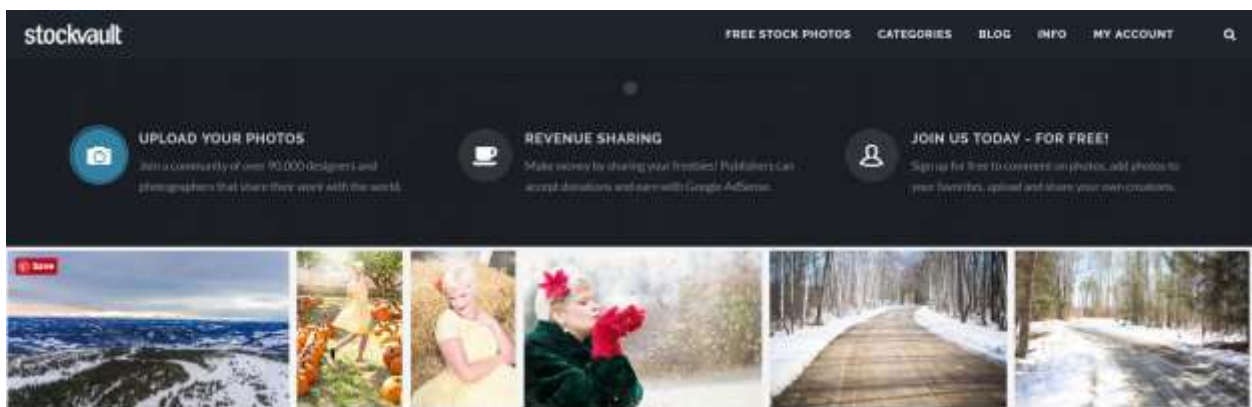 stockvault
FREE STOCK PHOTOS CATEGORIES BLOG INFO MY ACCOUNT
UPLOAD YOUR PHOTOS
Join a community of over 90,000 designers and
photographers that share their work with the world.
REVENUE SHARING
Make money by sharing your freebies! Publishers can
accept donations and earn with Google AdSense.
JOIN US TODAY - FOR FREE!
Sign up for free to comment on photos, add photos to
your favorites, upload and share your own creations.
Save